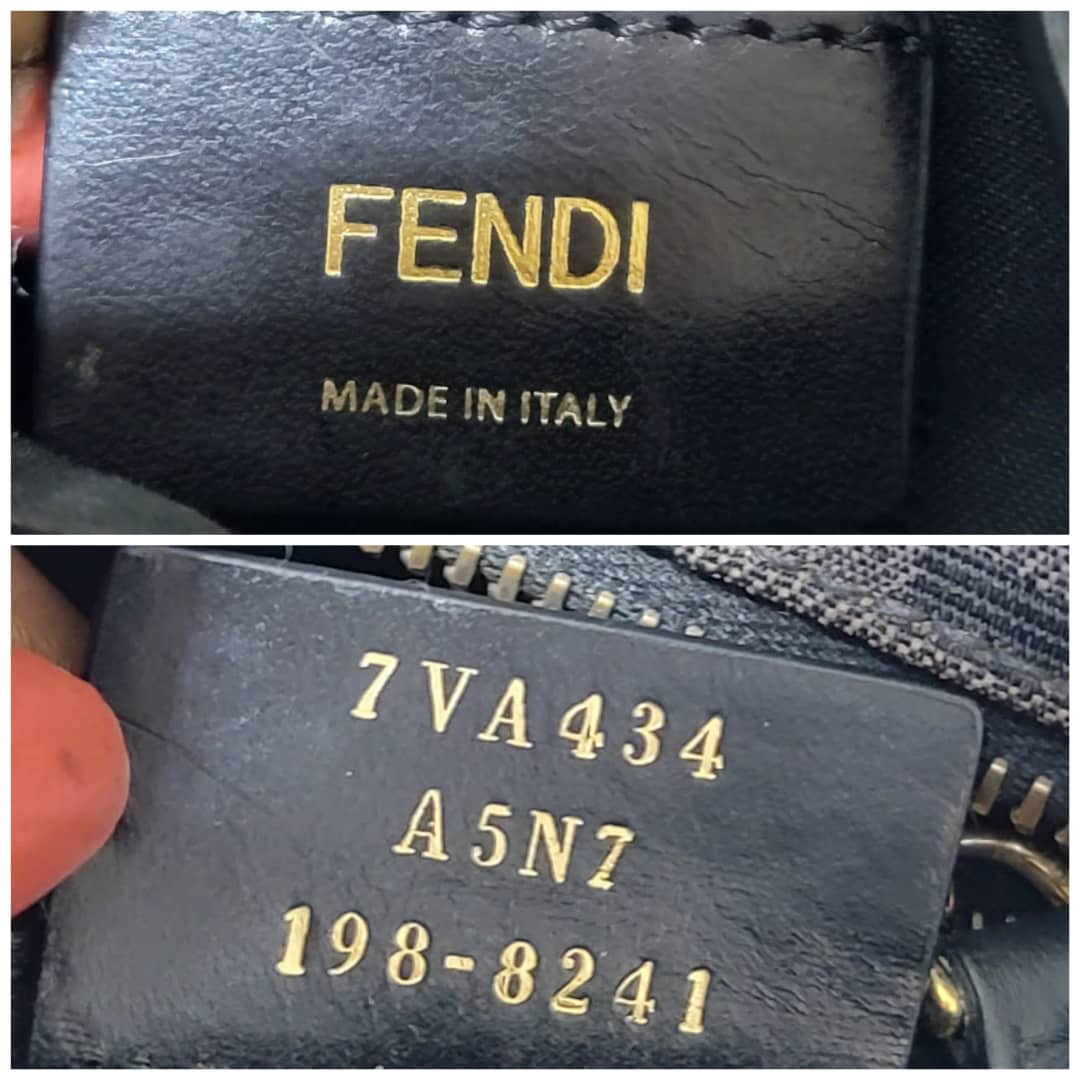 FENDI
MADE IN ITALY
7VA434
A5N7
198-8241